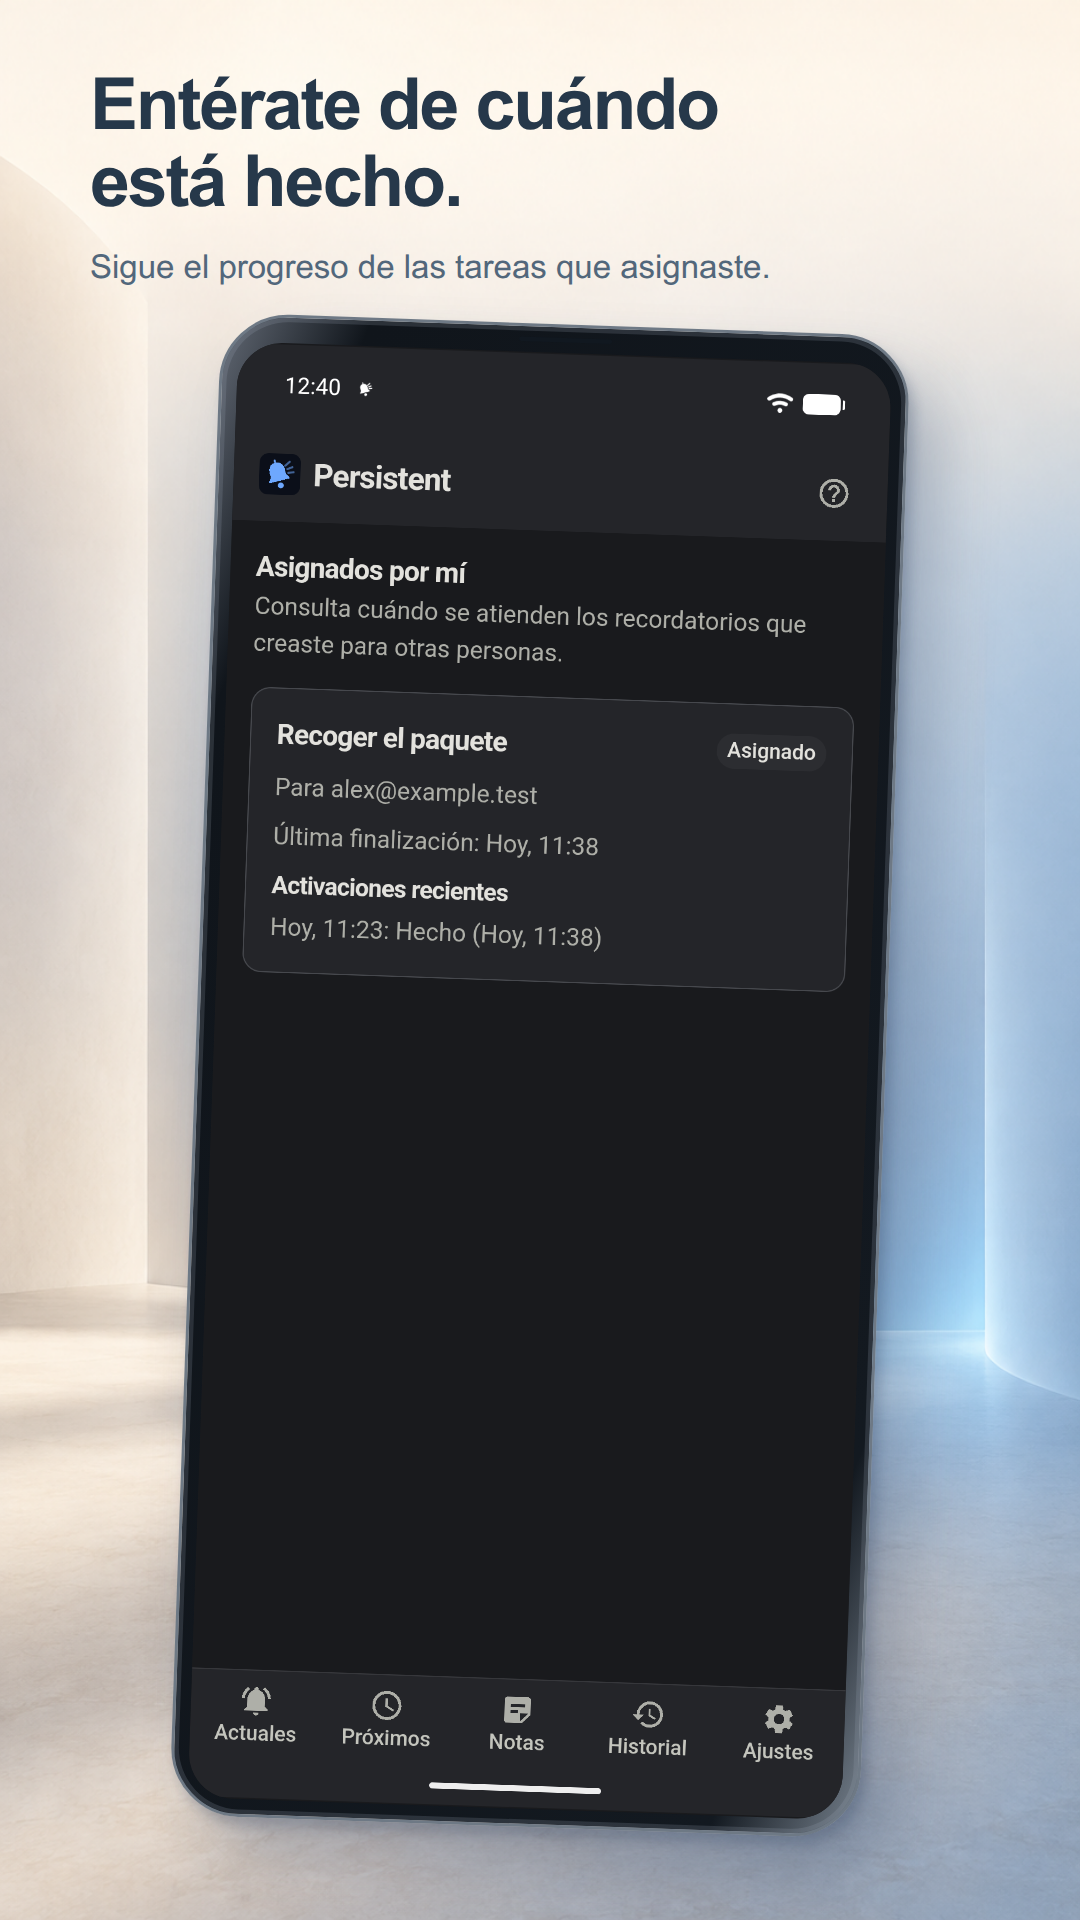 Entérate de cuándo
está hecho.
Sigue el progreso de las tareas que asignaste.
12:40
Persistent
Asignados por mí
Consulta cuándo se atienden los recordatorios que
creaste para otras personas.
Recoger el paquete
Asignado
Para alex@example.test
Última finalización: Hoy, 11:38
Activaciones recientes
Hoy, 11:23: Hecho (Hoy, 11:38)
Actuales
Próximos
Notas
Historial
Ajustes